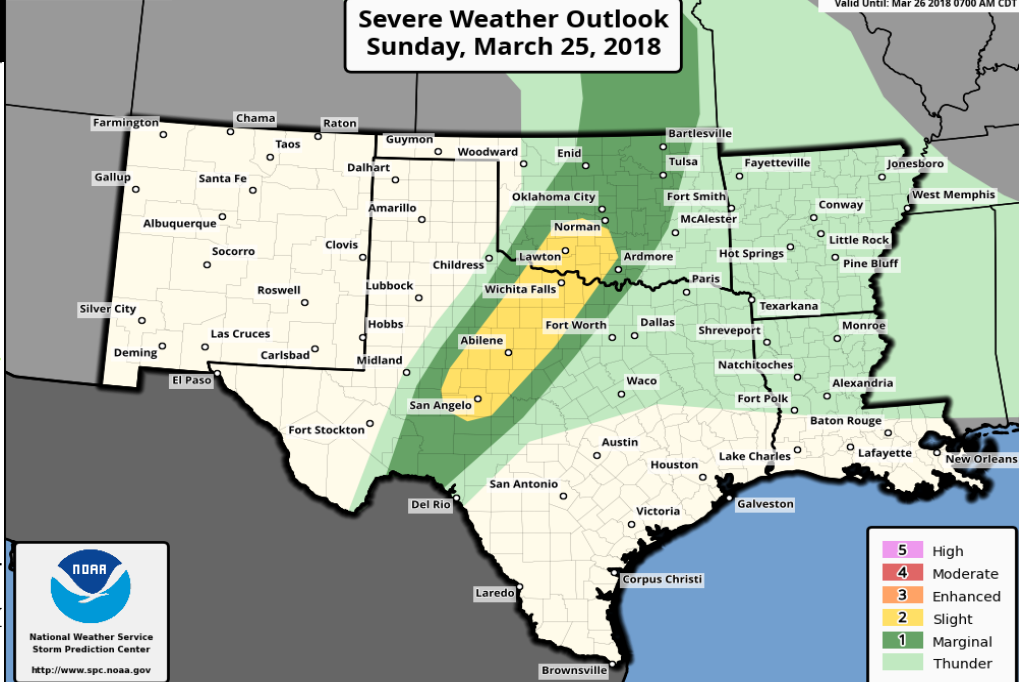 Valid Until: Mar 26 2018 0700 AM CDT
Severe Weather Outlook
Sunday, March 25, 2018
Farmington
Chama
Raton
Taos
Guymon
Woodward
Enid
Bartlesville
Tulsa
Fayetteville
Jonesboro
Gallup
Santa Fe
Dalhart
Amarillo
Oklahoma City
Fort Smith
West Memphis
Albuquerque
Norman
McAlester
Conway
Little Rock
Socorro
Clovis
Childress
Lawton
Ardmore
Hot Springs
Pine Bluff
Roswell
Lubbock
Wichita Falls
Paris
Texarkana
Silver City
Las Cruces
Hobbs
Fort Worth
Dallas
Shreveport
Monroe
Deming
Carlsbad
Midland
Abilene
Natchitoches
El Paso
San Angelo
Waco
Fort Polk
Alexandria
Fort Stockton
Austin
Baton Rouge
Lake Charles
Lafayette
New Orleans
Houston
Del Rio
San Antonio
Galveston
Victoria
Laredo
Corpus Christi
Brownsville
NOAA
National Weather Service
Storm Prediction Center
http://www.spc.noaa.gov
5 High
4 Moderate
3 Enhanced
2 Slight
1 Marginal
Thunder